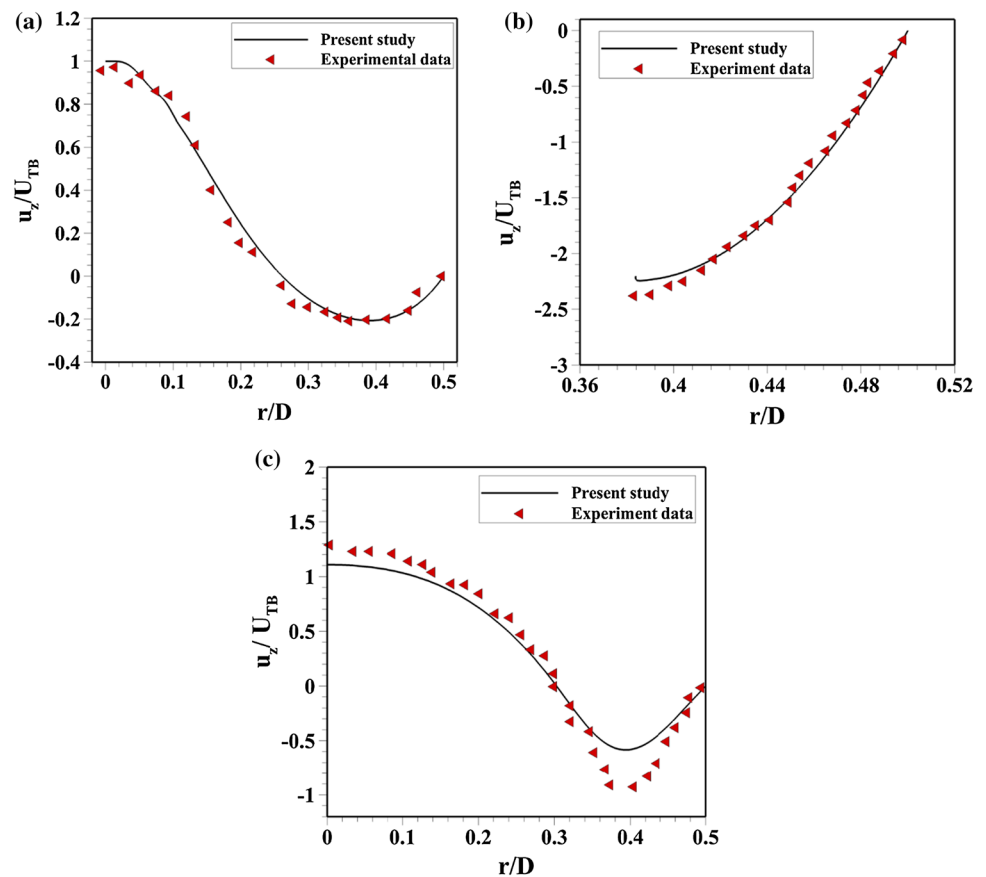 (a)
1.2
1
0.8
0.6
0.4
0.2
0
-0.2
-0.4
u_z/U_TB
Present study
Experimental data
0 0.1 0.2 0.3 0.4 0.5
r/D
(b)
0
-0.5
-1
-1.5
-2
-2.5
-3
u_z/U_TB
Present study
Experiment data
0.36 0.4 0.44 0.48 0.52
r/D
(c)
2
1.5
1
0.5
0
-0.5
-1
u_z/ U_TB
Present study
Experiment data
0 0.1 0.2 0.3 0.4 0.5
r/D